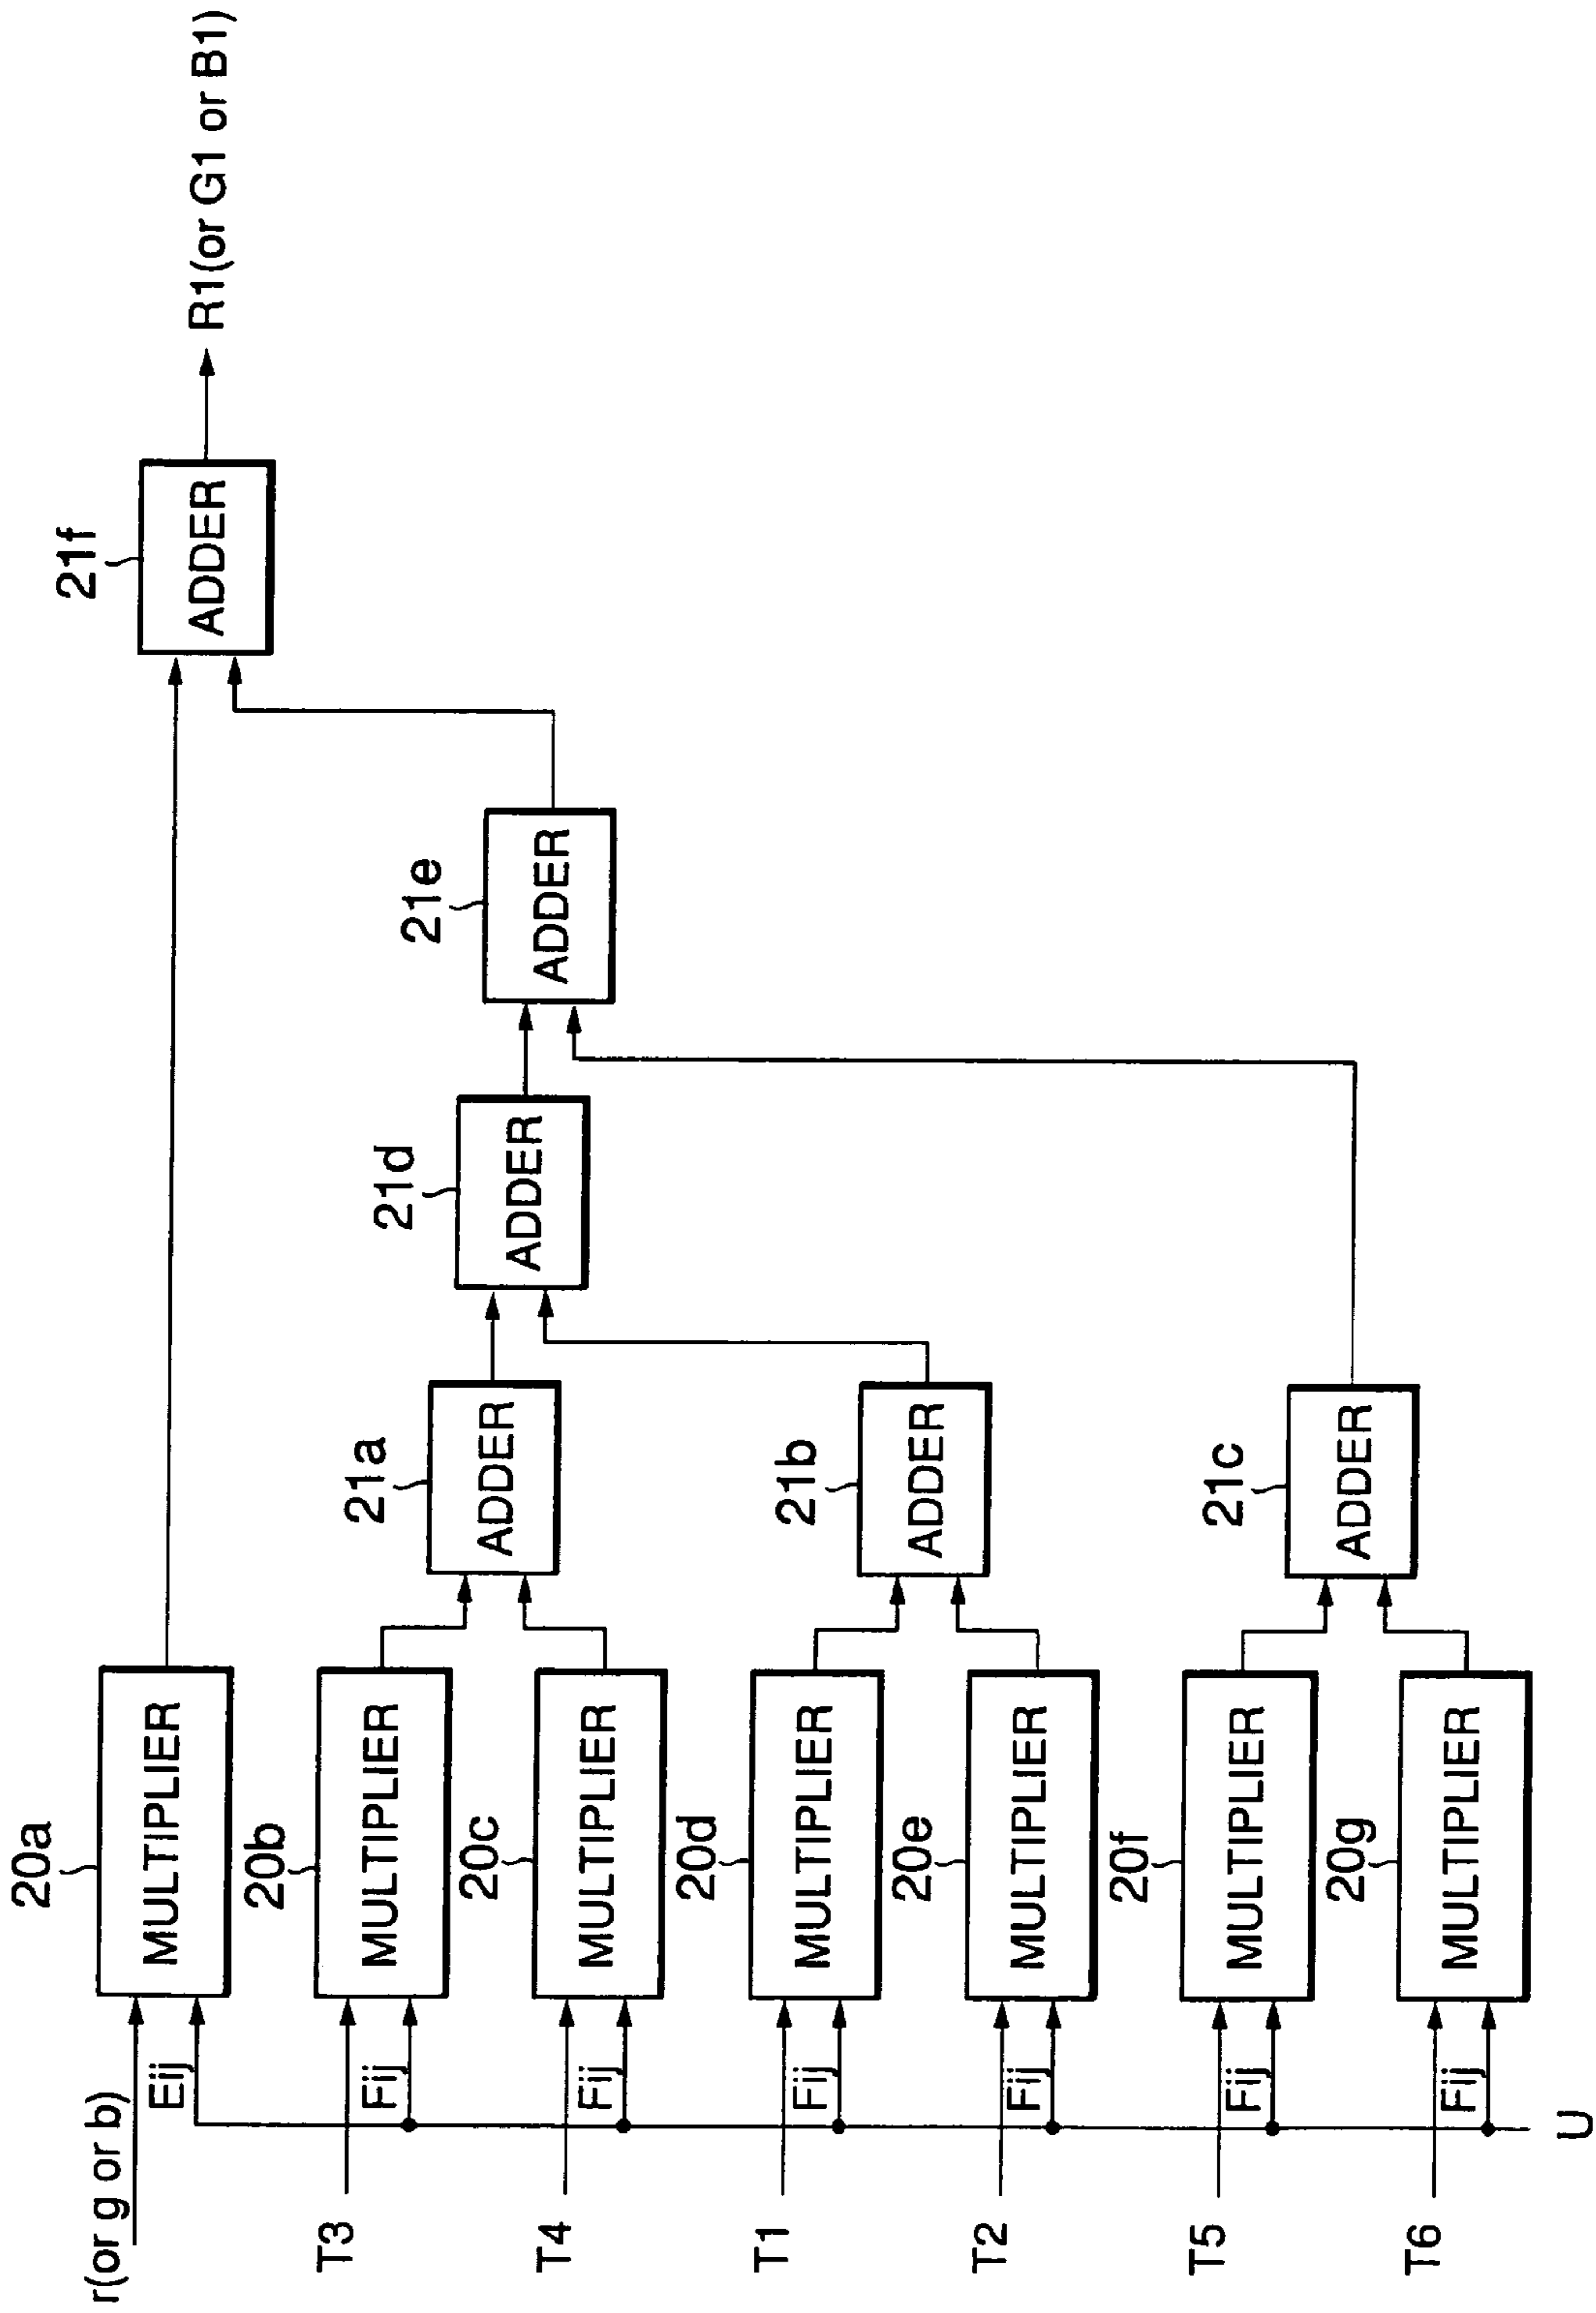 20a
MULTIPLIER
r(or g or b)
Eij
20b
MULTIPLIER
T3
Fij
20c
MULTIPLIER
T4
Fij
20d
MULTIPLIER
T1
Fij
20e
MULTIPLIER
T2
Fij
20f
MULTIPLIER
T5
Fij
20g
MULTIPLIER
T6
Fij
U
21a
ADDER
21b
ADDER
21c
ADDER
21d
ADDER
21e
ADDER
21f
ADDER
R1(or G1 or B1)